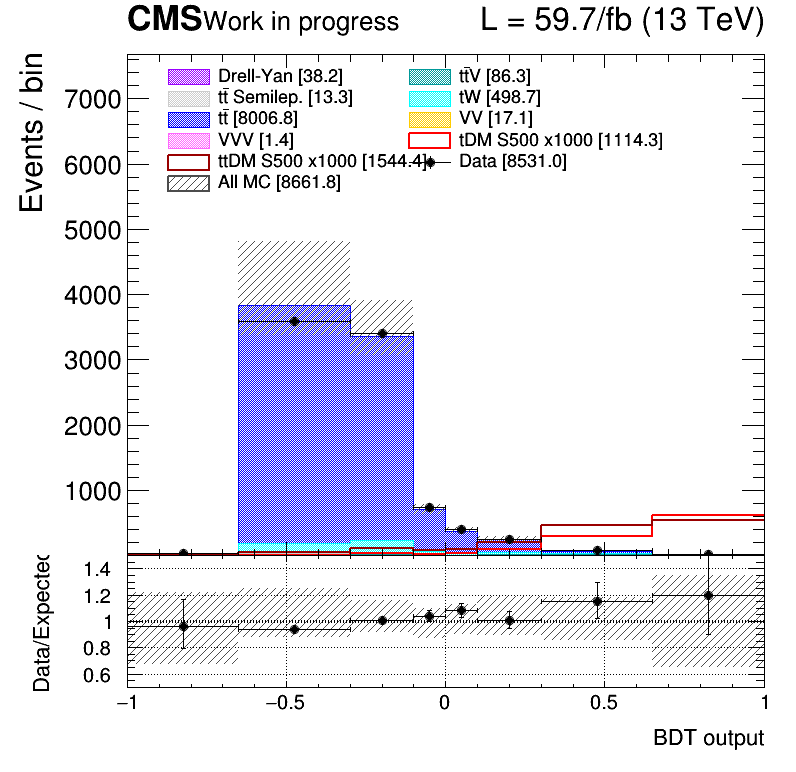 CMS Work in progress L = 59.7/fb (13 TeV)
Events / bin
7000
6000
5000
4000
3000
2000
1000
Drell-Yan [38.2]
tt̄ Semilep. [13.3]
tt̄ [8006.8]
VVV [1.4]
ttDM S500 x1000 [1544.4]
All MC [8661.8]
tt̄V [86.3]
tW [498.7]
VV [17.1]
tDM S500 x1000 [1114.3]
Data [8531.0]
Data/Expected
1.4
1.2
1
0.8
0.6
−1 −0.5 0 0.5 1
BDT output